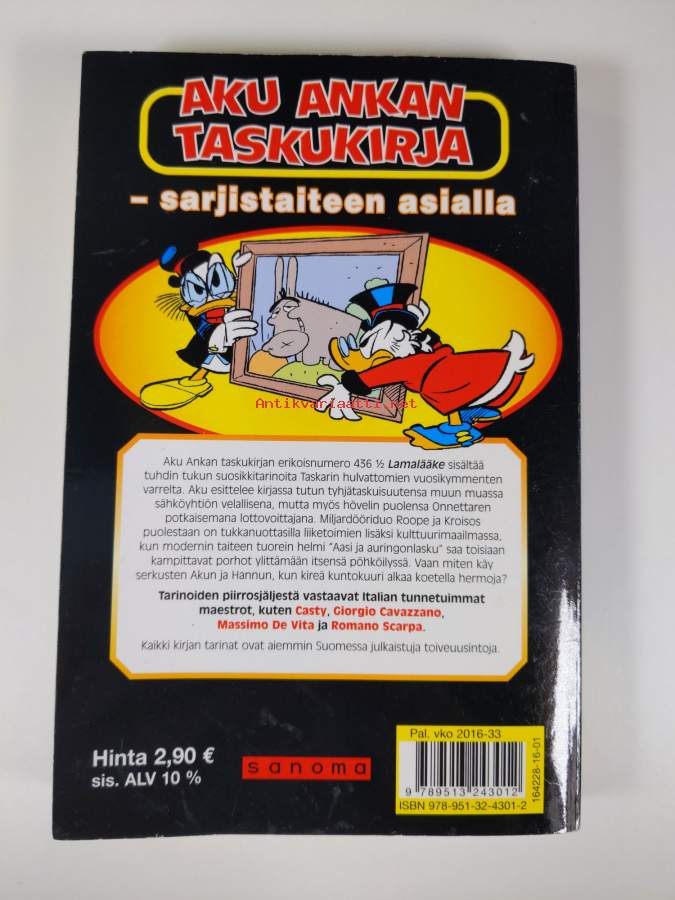 AKU ANKAN
TASKUKIRJA
– sarjistaiteen asialla
Antikvariaatti.net
Aku Ankan taskukirjan erikoisnumero 436 ½ Lamalääke sisältää
tuhdin tukun suosikkitarinoita Taskarin hulvattomien vuosikymmenten
varrelta. Aku esittelee kirjassa tutun tyhjätaskuisuutensa muun muassa
sähköyhtiön velallisena, mutta myös hövelin puolensa Onnettaren
potkaisemana lottovoittajana. Miljardööriduo Roope ja Kroisos
puolestaan on tukkanuottasilla liiketoimien lisäksi kulttuurimaailmassa,
kun modernin taiteen tuorein helmi "Aasi ja auringonlasku" saa toisiaan
kampittavat porhot ylittämään itsensä pöhköilyssä. Vaan miten käy
serkusten Akun ja Hannun, kun kireä kuntokuuri alkaa koetella hermoja?
Tarinoiden piirrosjäljestä vastaavat Italian tunnetuimmat
maestrot, kuten Casty, Giorgio Cavazzano,
Massimo De Vita ja Romano Scarpa.
Kaikki kirjan tarinat ovat aiemmin Suomessa julkaistuja toiveuusintoja.
Hinta 2,90 €
sis. ALV 10 %
sanoma
Pal. vko 2016-33
9 789513 243012
ISBN 978-951-32-4301-2
164228-16-01